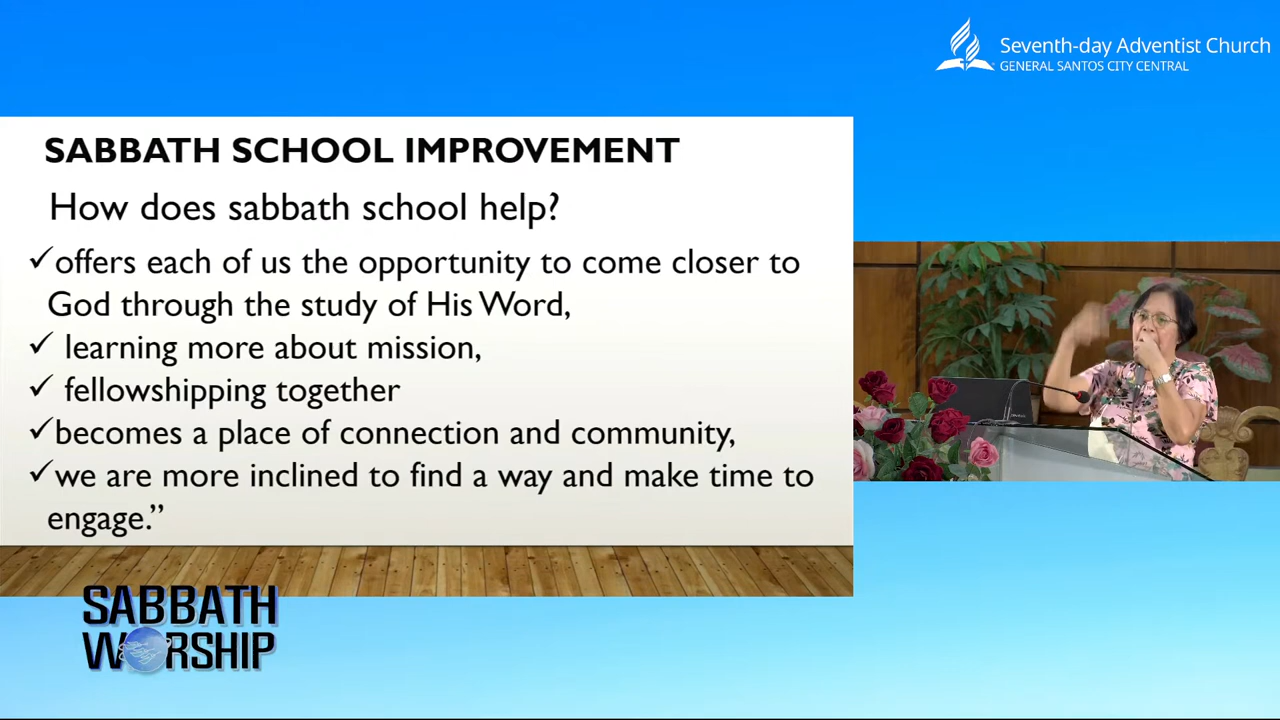 Seventh-day Adventist Church
GENERAL SANTOS CITY CENTRAL
SABBATH SCHOOL IMPROVEMENT
How does sabbath school help?
✓offers each of us the opportunity to come closer to
God through the study of His Word,
✓ learning more about mission,
✓ fellowshipping together
✓becomes a place of connection and community,
✓we are more inclined to find a way and make time to
engage.”
SABBATH
WORSHIP